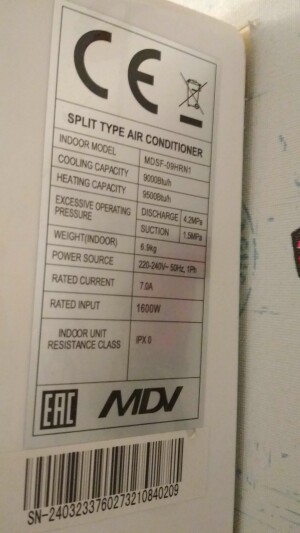 CE
SPLIT TYPE AIR CONDITIONER
INDOOR MODEL MDSF-09HRN1
COOLING CAPACITY 9000Btu/h
HEATING CAPACITY 9500Btu/h
EXCESSIVE OPERATING PRESSURE DISCHARGE 4.2MPa
SUCTION 1.5MPa
WEIGHT(INDOOR) 6.9kg
POWER SOURCE 220-240V~ 50Hz, 1Ph
RATED CURRENT 7.0A
RATED INPUT 1600W
INDOOR UNIT
RESISTANCE CLASS IPX 0
EAC MDV
SN-2403233760273210840209